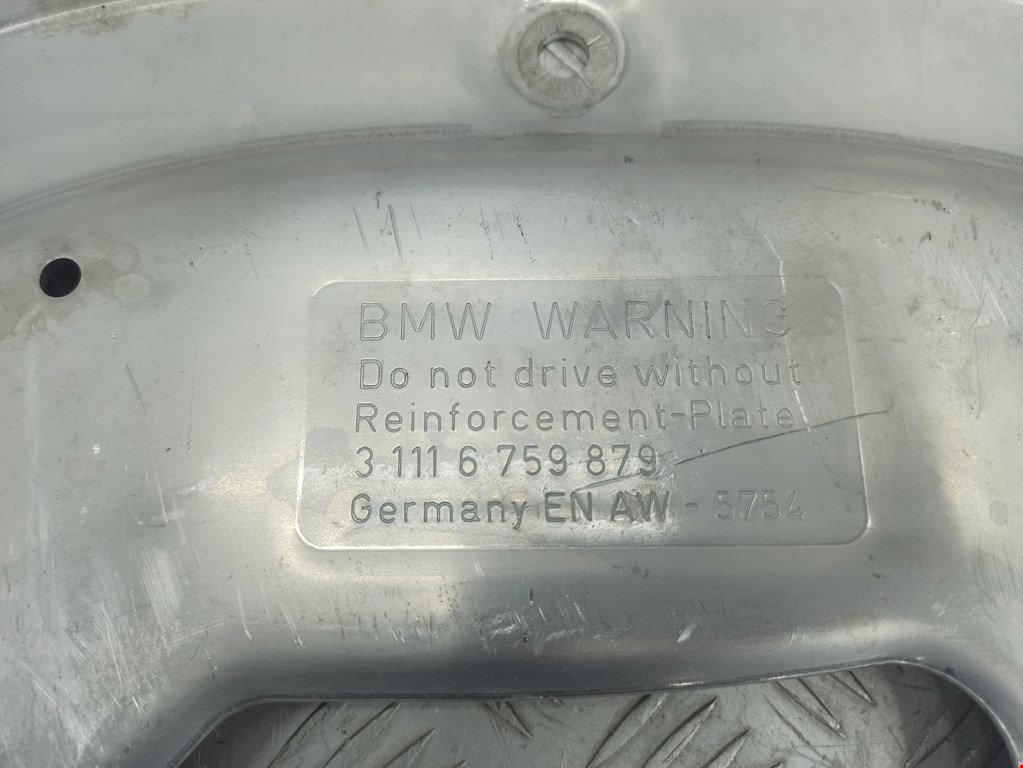 BMW WARNING
Do not drive without
Reinforcement-Plate
3 111 6 759 879
Germany EN AW - 5754